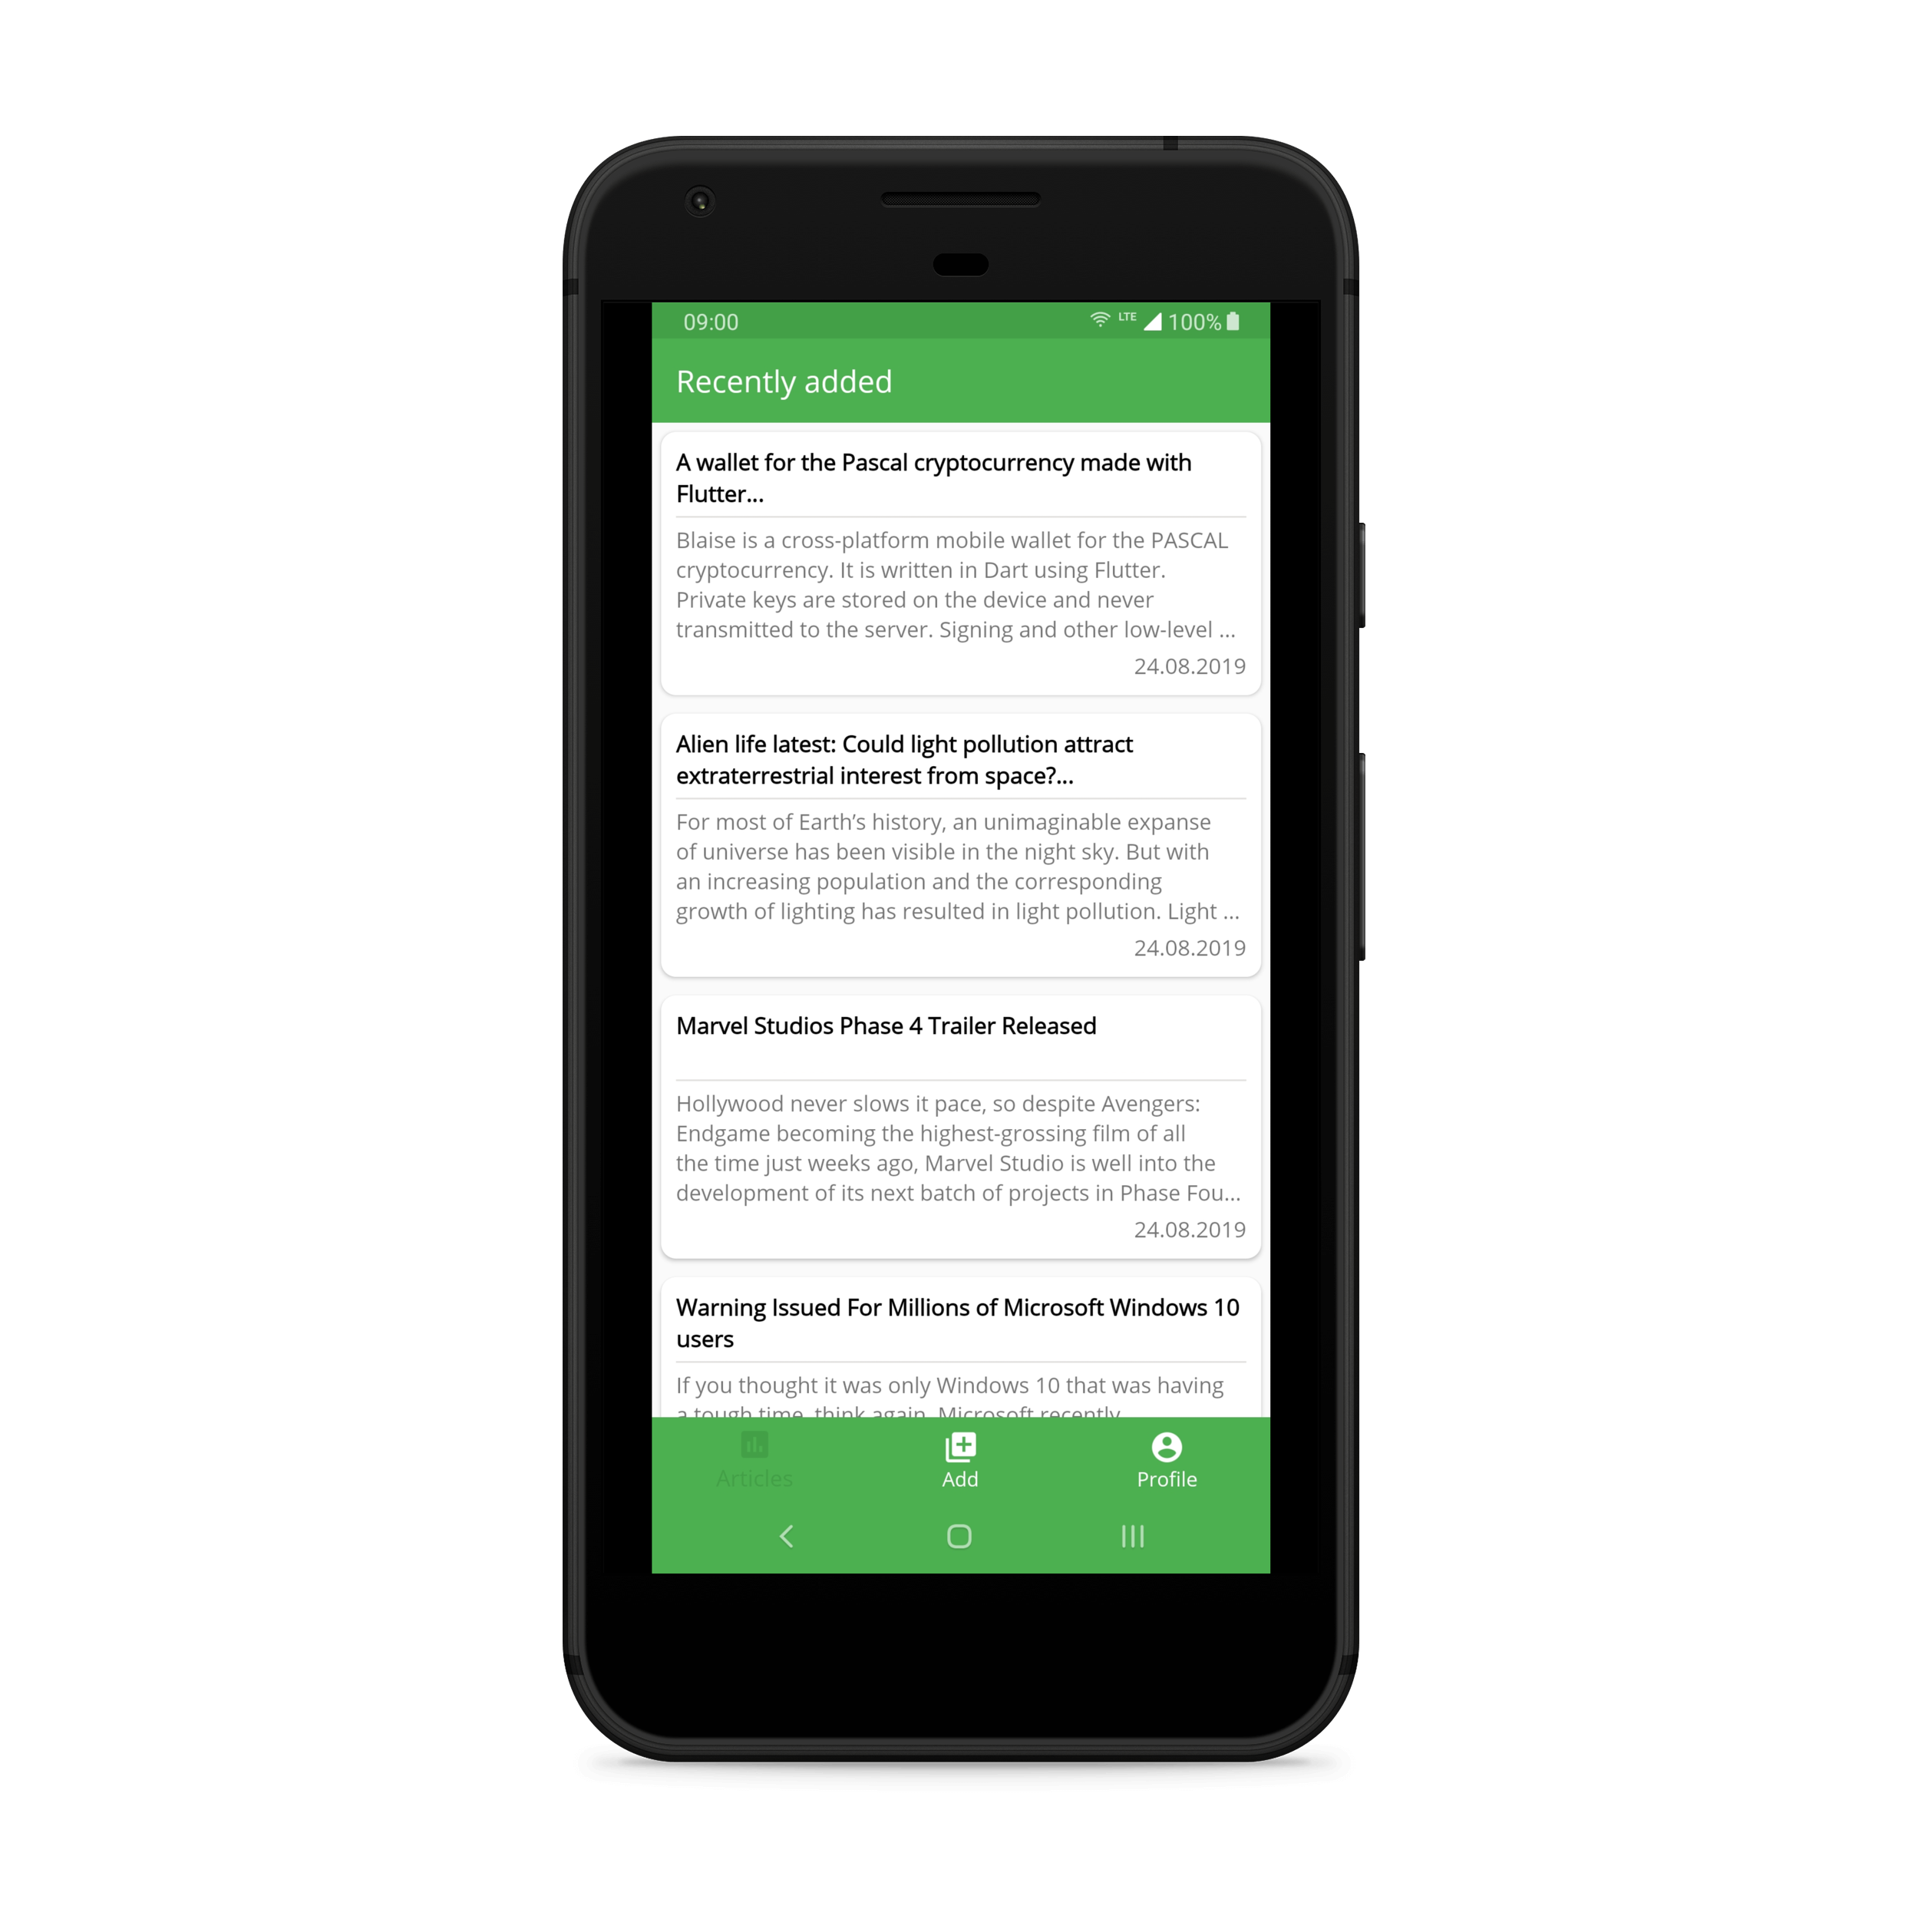 09:00
LTE 100%
Recently added
A wallet for the Pascal cryptocurrency made with
Flutter...
Blaise is a cross-platform mobile wallet for the PASCAL
cryptocurrency. It is written in Dart using Flutter.
Private keys are stored on the device and never
transmitted to the server. Signing and other low-level ...
24.08.2019
Alien life latest: Could light pollution attract
extraterrestrial interest from space?...
For most of Earth’s history, an unimaginable expanse
of universe has been visible in the night sky. But with
an increasing population and the corresponding
growth of lighting has resulted in light pollution. Light ...
24.08.2019
Marvel Studios Phase 4 Trailer Released
Hollywood never slows it pace, so despite Avengers:
Endgame becoming the highest-grossing film of all
the time just weeks ago, Marvel Studio is well into the
development of its next batch of projects in Phase Fou...
24.08.2019
Warning Issued For Millions of Microsoft Windows 10
users
If you thought it was only Windows 10 that was having
a tough time, think again. Microsoft recently
Articles
Add
Profile